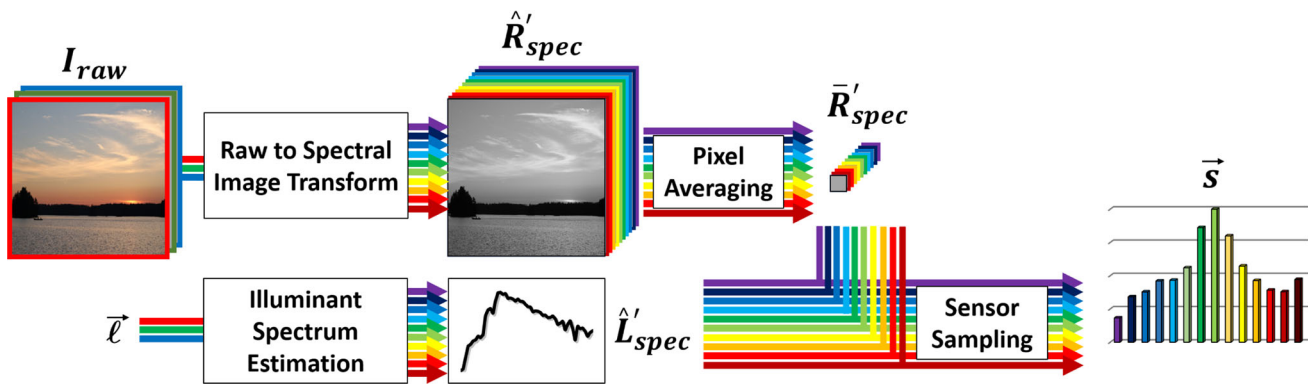 I_raw
R̂′_spec
R̄′_spec
Raw to Spectral
Image Transform
Pixel
Averaging
s⃗
ℓ⃗
Illuminant
Spectrum
Estimation
L̂′_spec
Sensor
Sampling